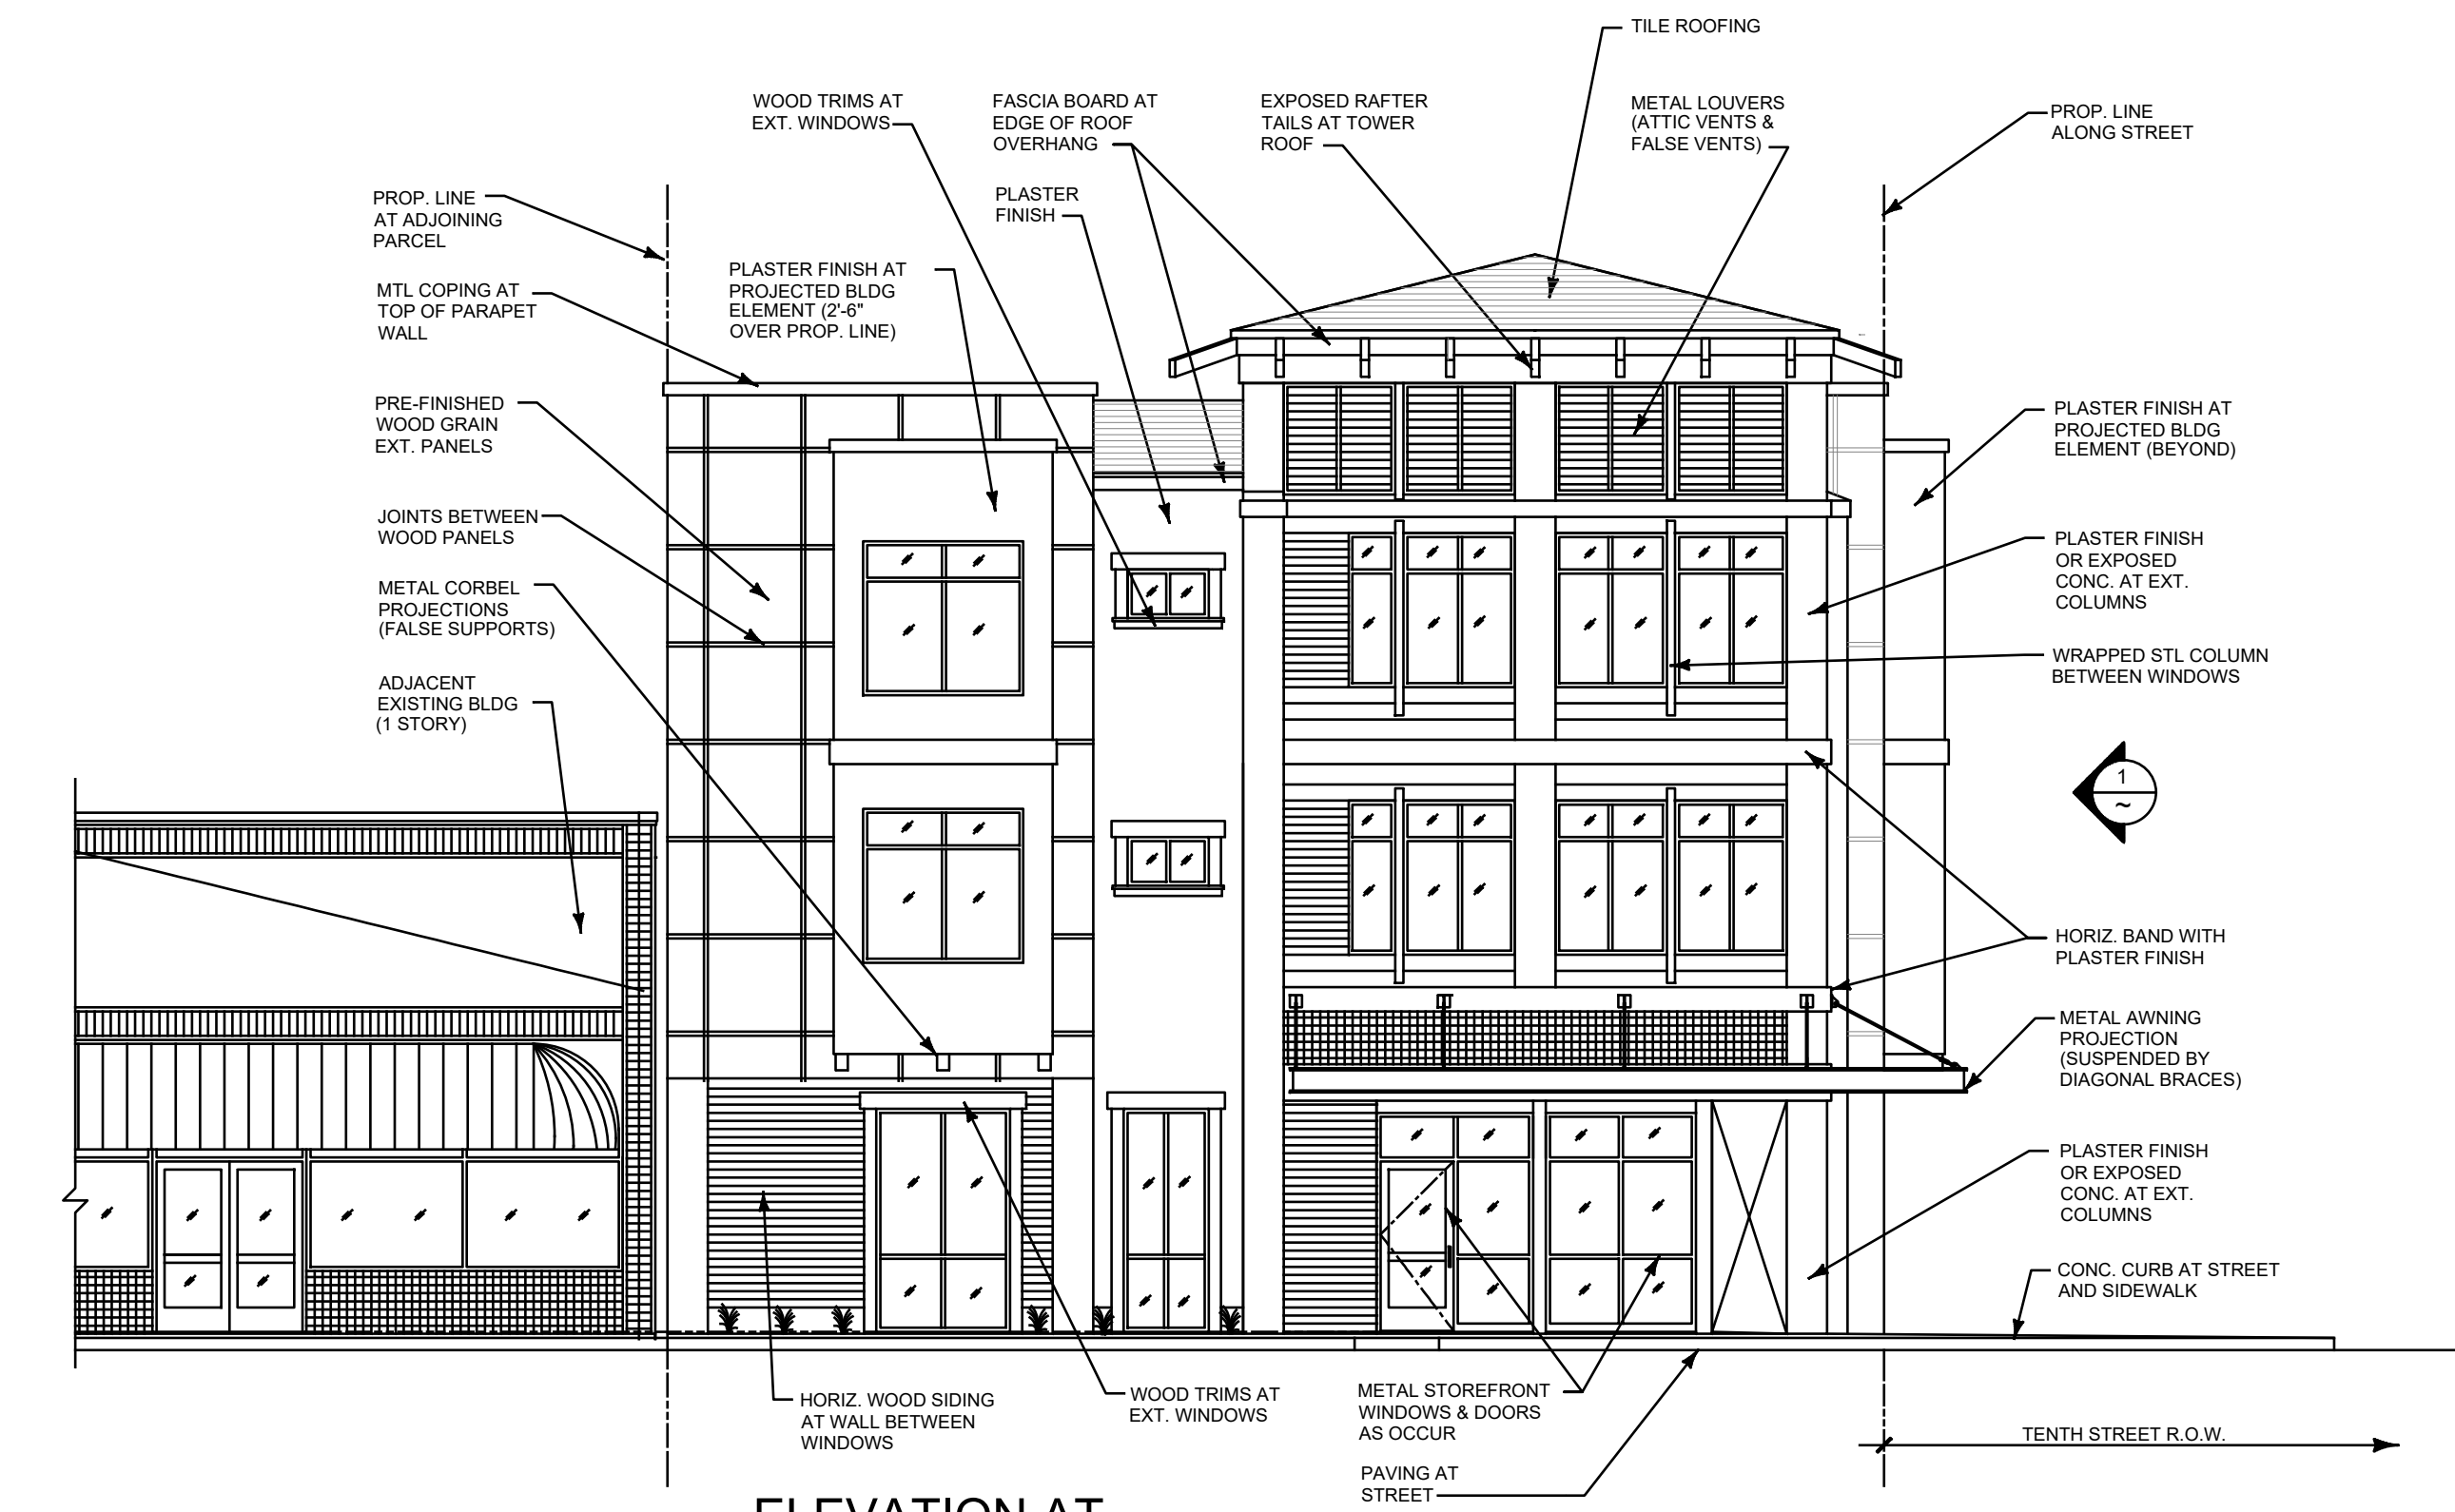 TILE ROOFING
WOOD TRIMS AT
EXT. WINDOWS
FASCIA BOARD AT
EDGE OF ROOF
OVERHANG
EXPOSED RAFTER
TAILS AT TOWER
ROOF
METAL LOUVERS
(ATTIC VENTS &
FALSE VENTS)
PROP. LINE
ALONG STREET
PROP. LINE
AT ADJOINING
PARCEL
PLASTER
FINISH
MTL COPING AT
TOP OF PARAPET
WALL
PLASTER FINISH AT
PROJECTED BLDG
ELEMENT (2'-6"
OVER PROP. LINE)
PRE-FINISHED
WOOD GRAIN
EXT. PANELS
PLASTER FINISH AT
PROJECTED BLDG
ELEMENT (BEYOND)
JOINTS BETWEEN
WOOD PANELS
PLASTER FINISH
OR EXPOSED
CONC. AT EXT.
COLUMNS
METAL CORBEL
PROJECTIONS
(FALSE SUPPORTS)
WRAPPED STL COLUMN
BETWEEN WINDOWS
ADJACENT
EXISTING BLDG
(1 STORY)
1
~
HORIZ. BAND WITH
PLASTER FINISH
METAL AWNING
PROJECTION
(SUSPENDED BY
DIAGONAL BRACES)
PLASTER FINISH
OR EXPOSED
CONC. AT EXT.
COLUMNS
CONC. CURB AT STREET
AND SIDEWALK
HORIZ. WOOD SIDING
AT WALL BETWEEN
WINDOWS
WOOD TRIMS AT
EXT. WINDOWS
METAL STOREFRONT
WINDOWS & DOORS
AS OCCUR
TENTH STREET R.O.W.
PAVING AT
STREET
ELEVATION AT